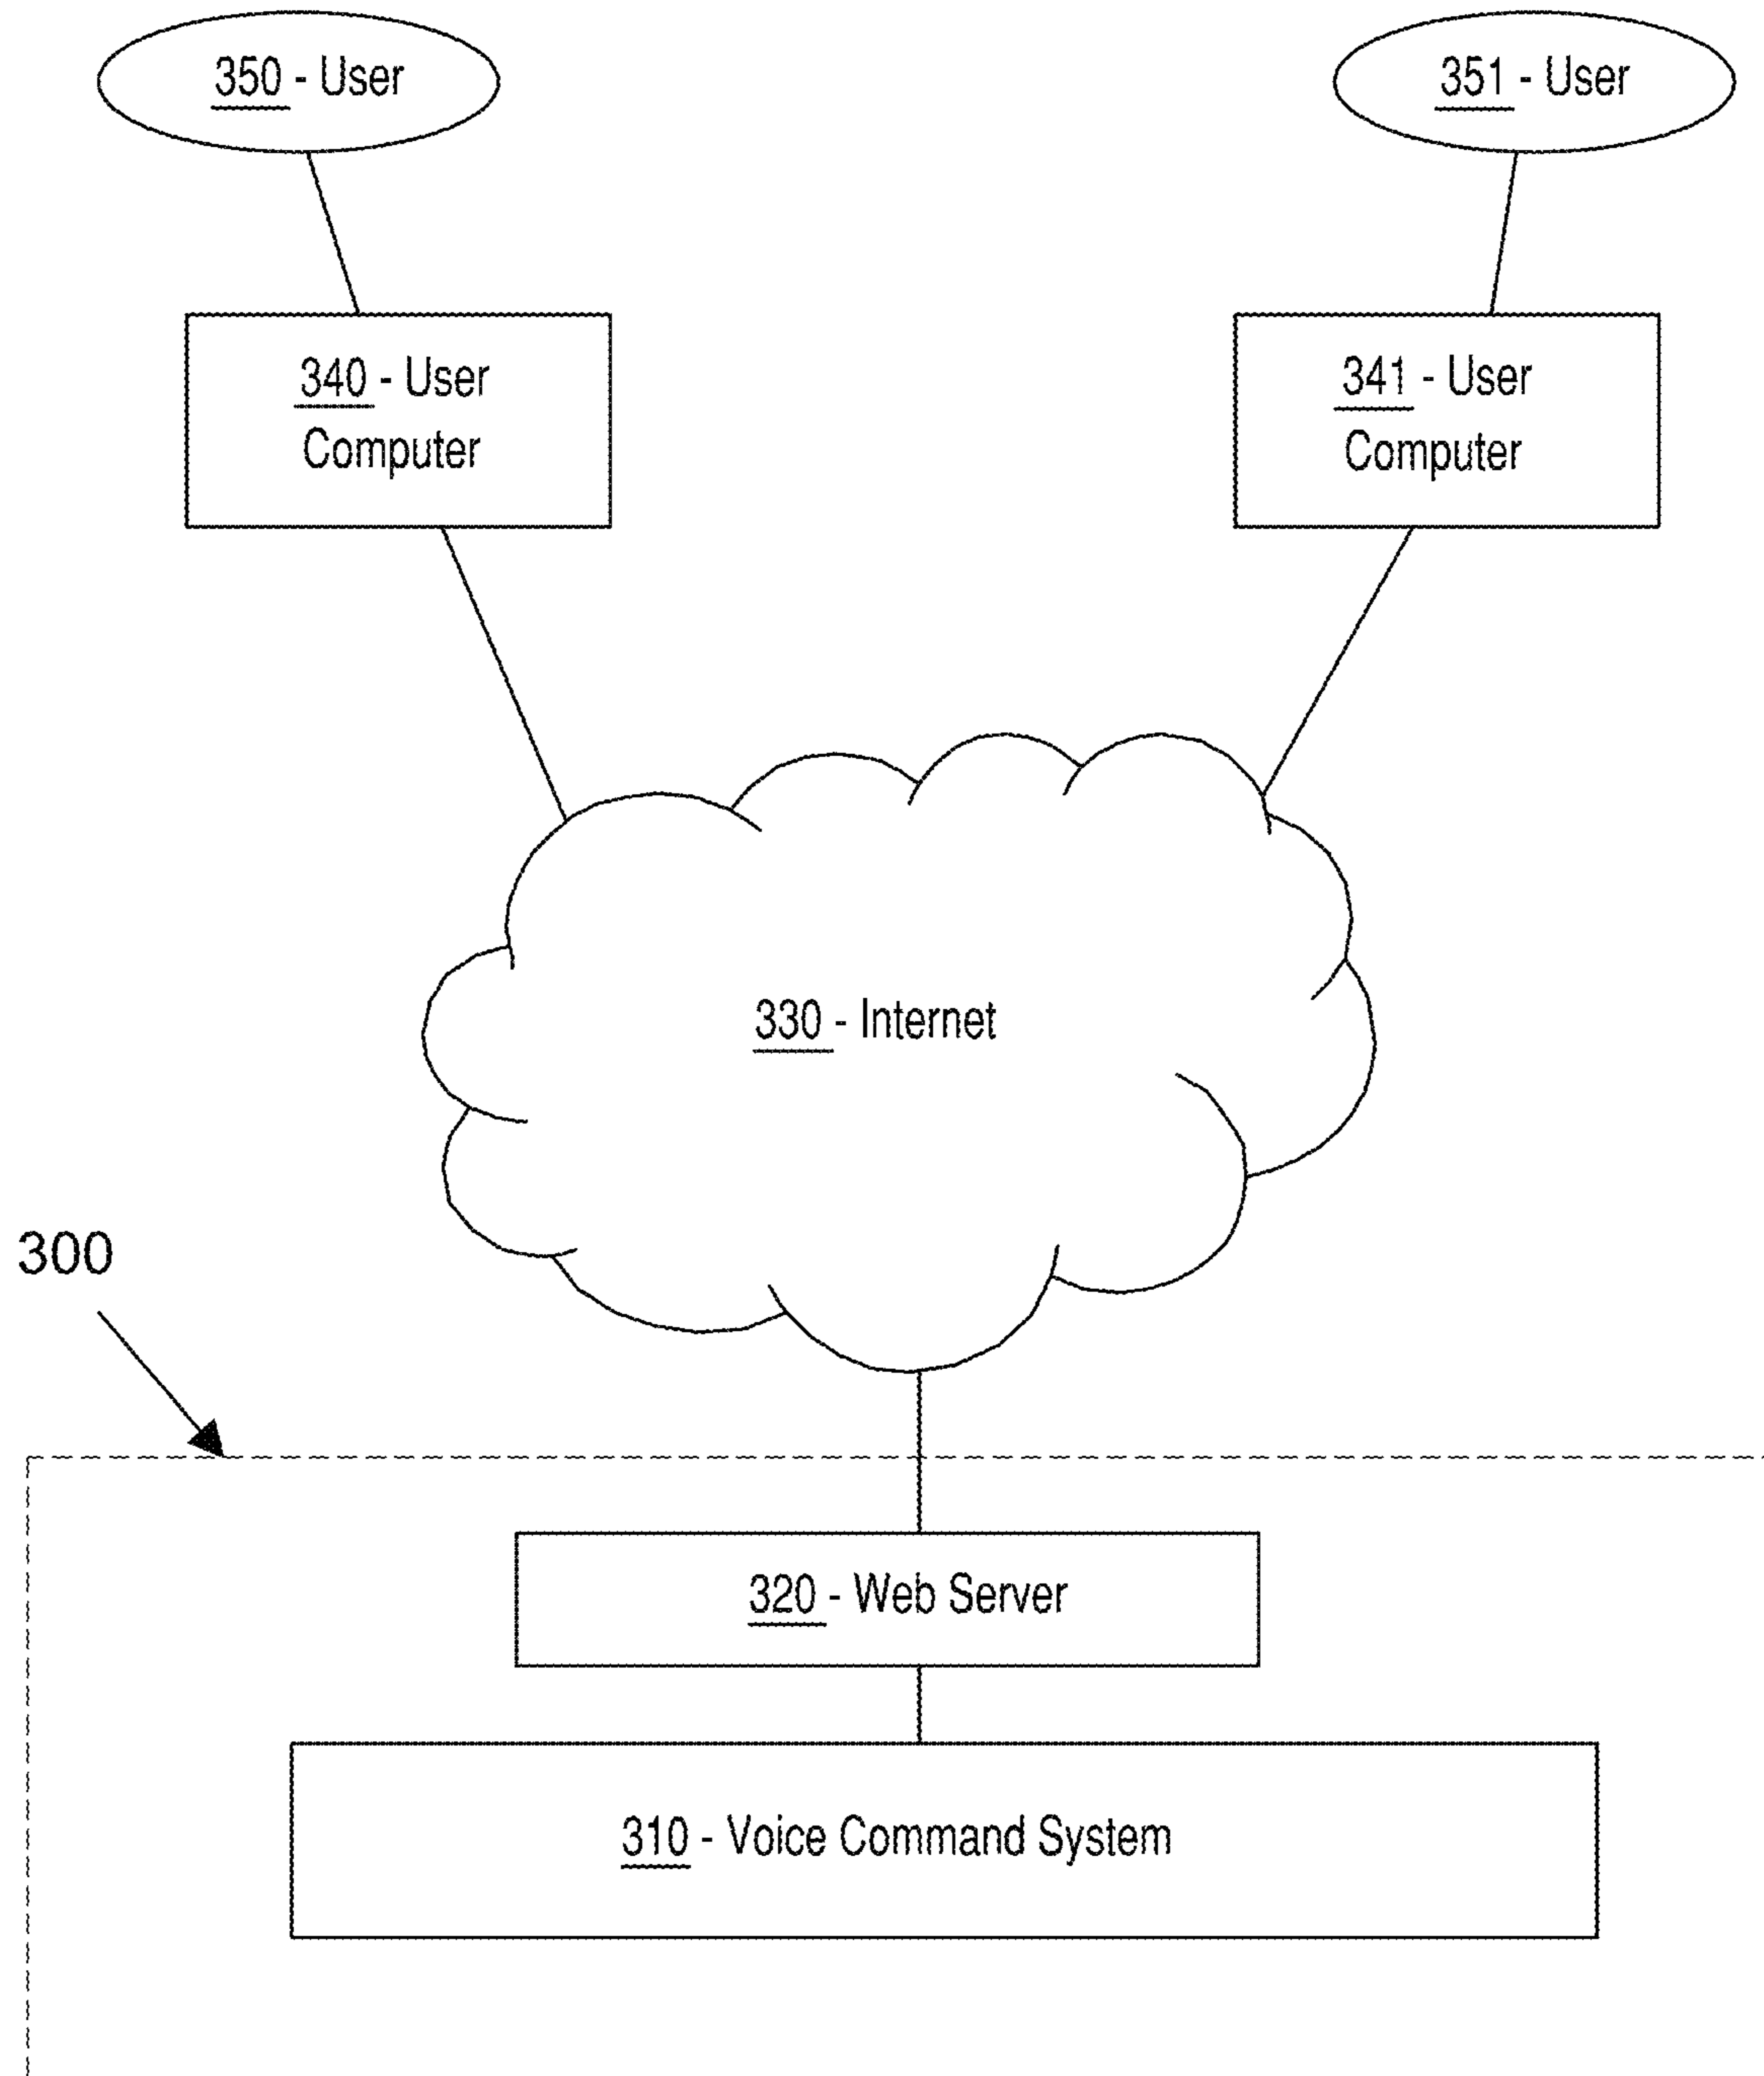 350 - User
351 - User
340 - User
Computer
341 - User
Computer
330 - Internet
300
320 - Web Server
310 - Voice Command System